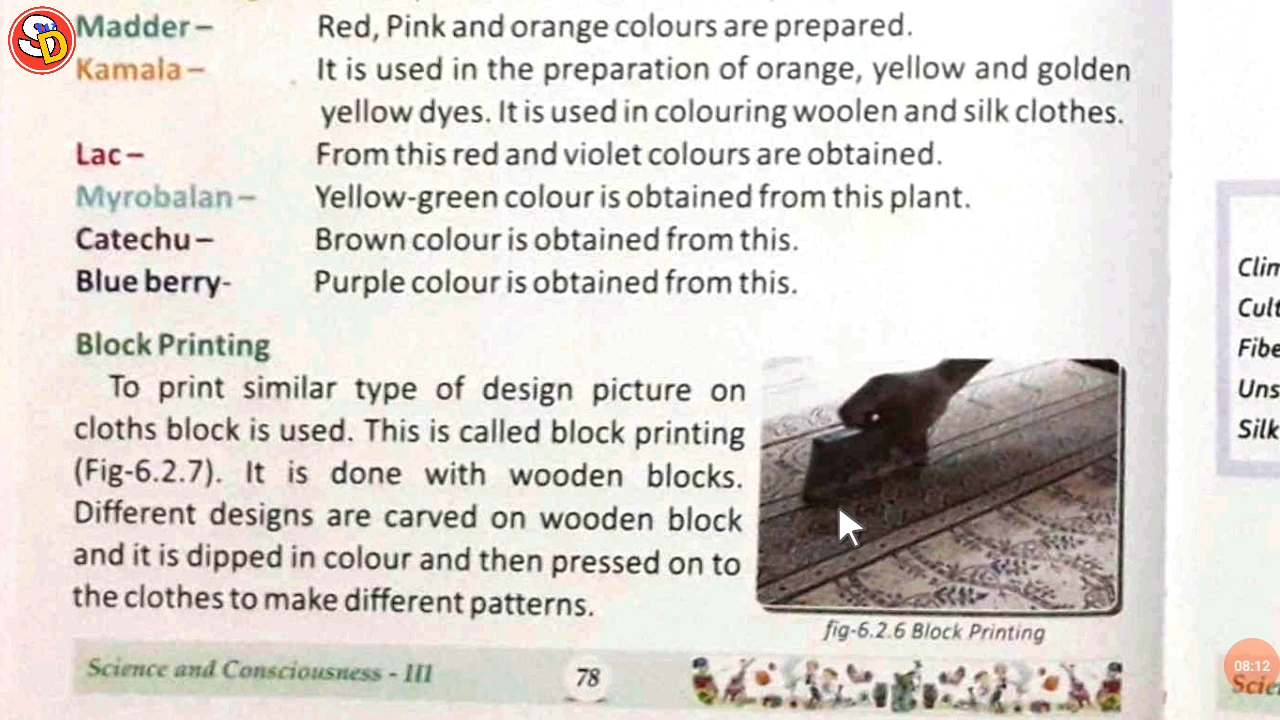 SD
Madder – Red, Pink and orange colours are prepared.
Kamala – It is used in the preparation of orange, yellow and golden
yellow dyes. It is used in colouring woolen and silk clothes.
Lac – From this red and violet colours are obtained.
Myrobalan – Yellow-green colour is obtained from this plant.
Catechu – Brown colour is obtained from this.
Blue berry- Purple colour is obtained from this.
Block Printing
To print similar type of design picture on
cloths block is used. This is called block printing
(Fig-6.2.7). It is done with wooden blocks.
Different designs are carved on wooden block
and it is dipped in colour and then pressed on to
the clothes to make different patterns.
fig-6.2.6 Block Printing
Science and Consciousness - III
78
Clim
Cult
Fibe
Uns
Silk
08:12
Scie